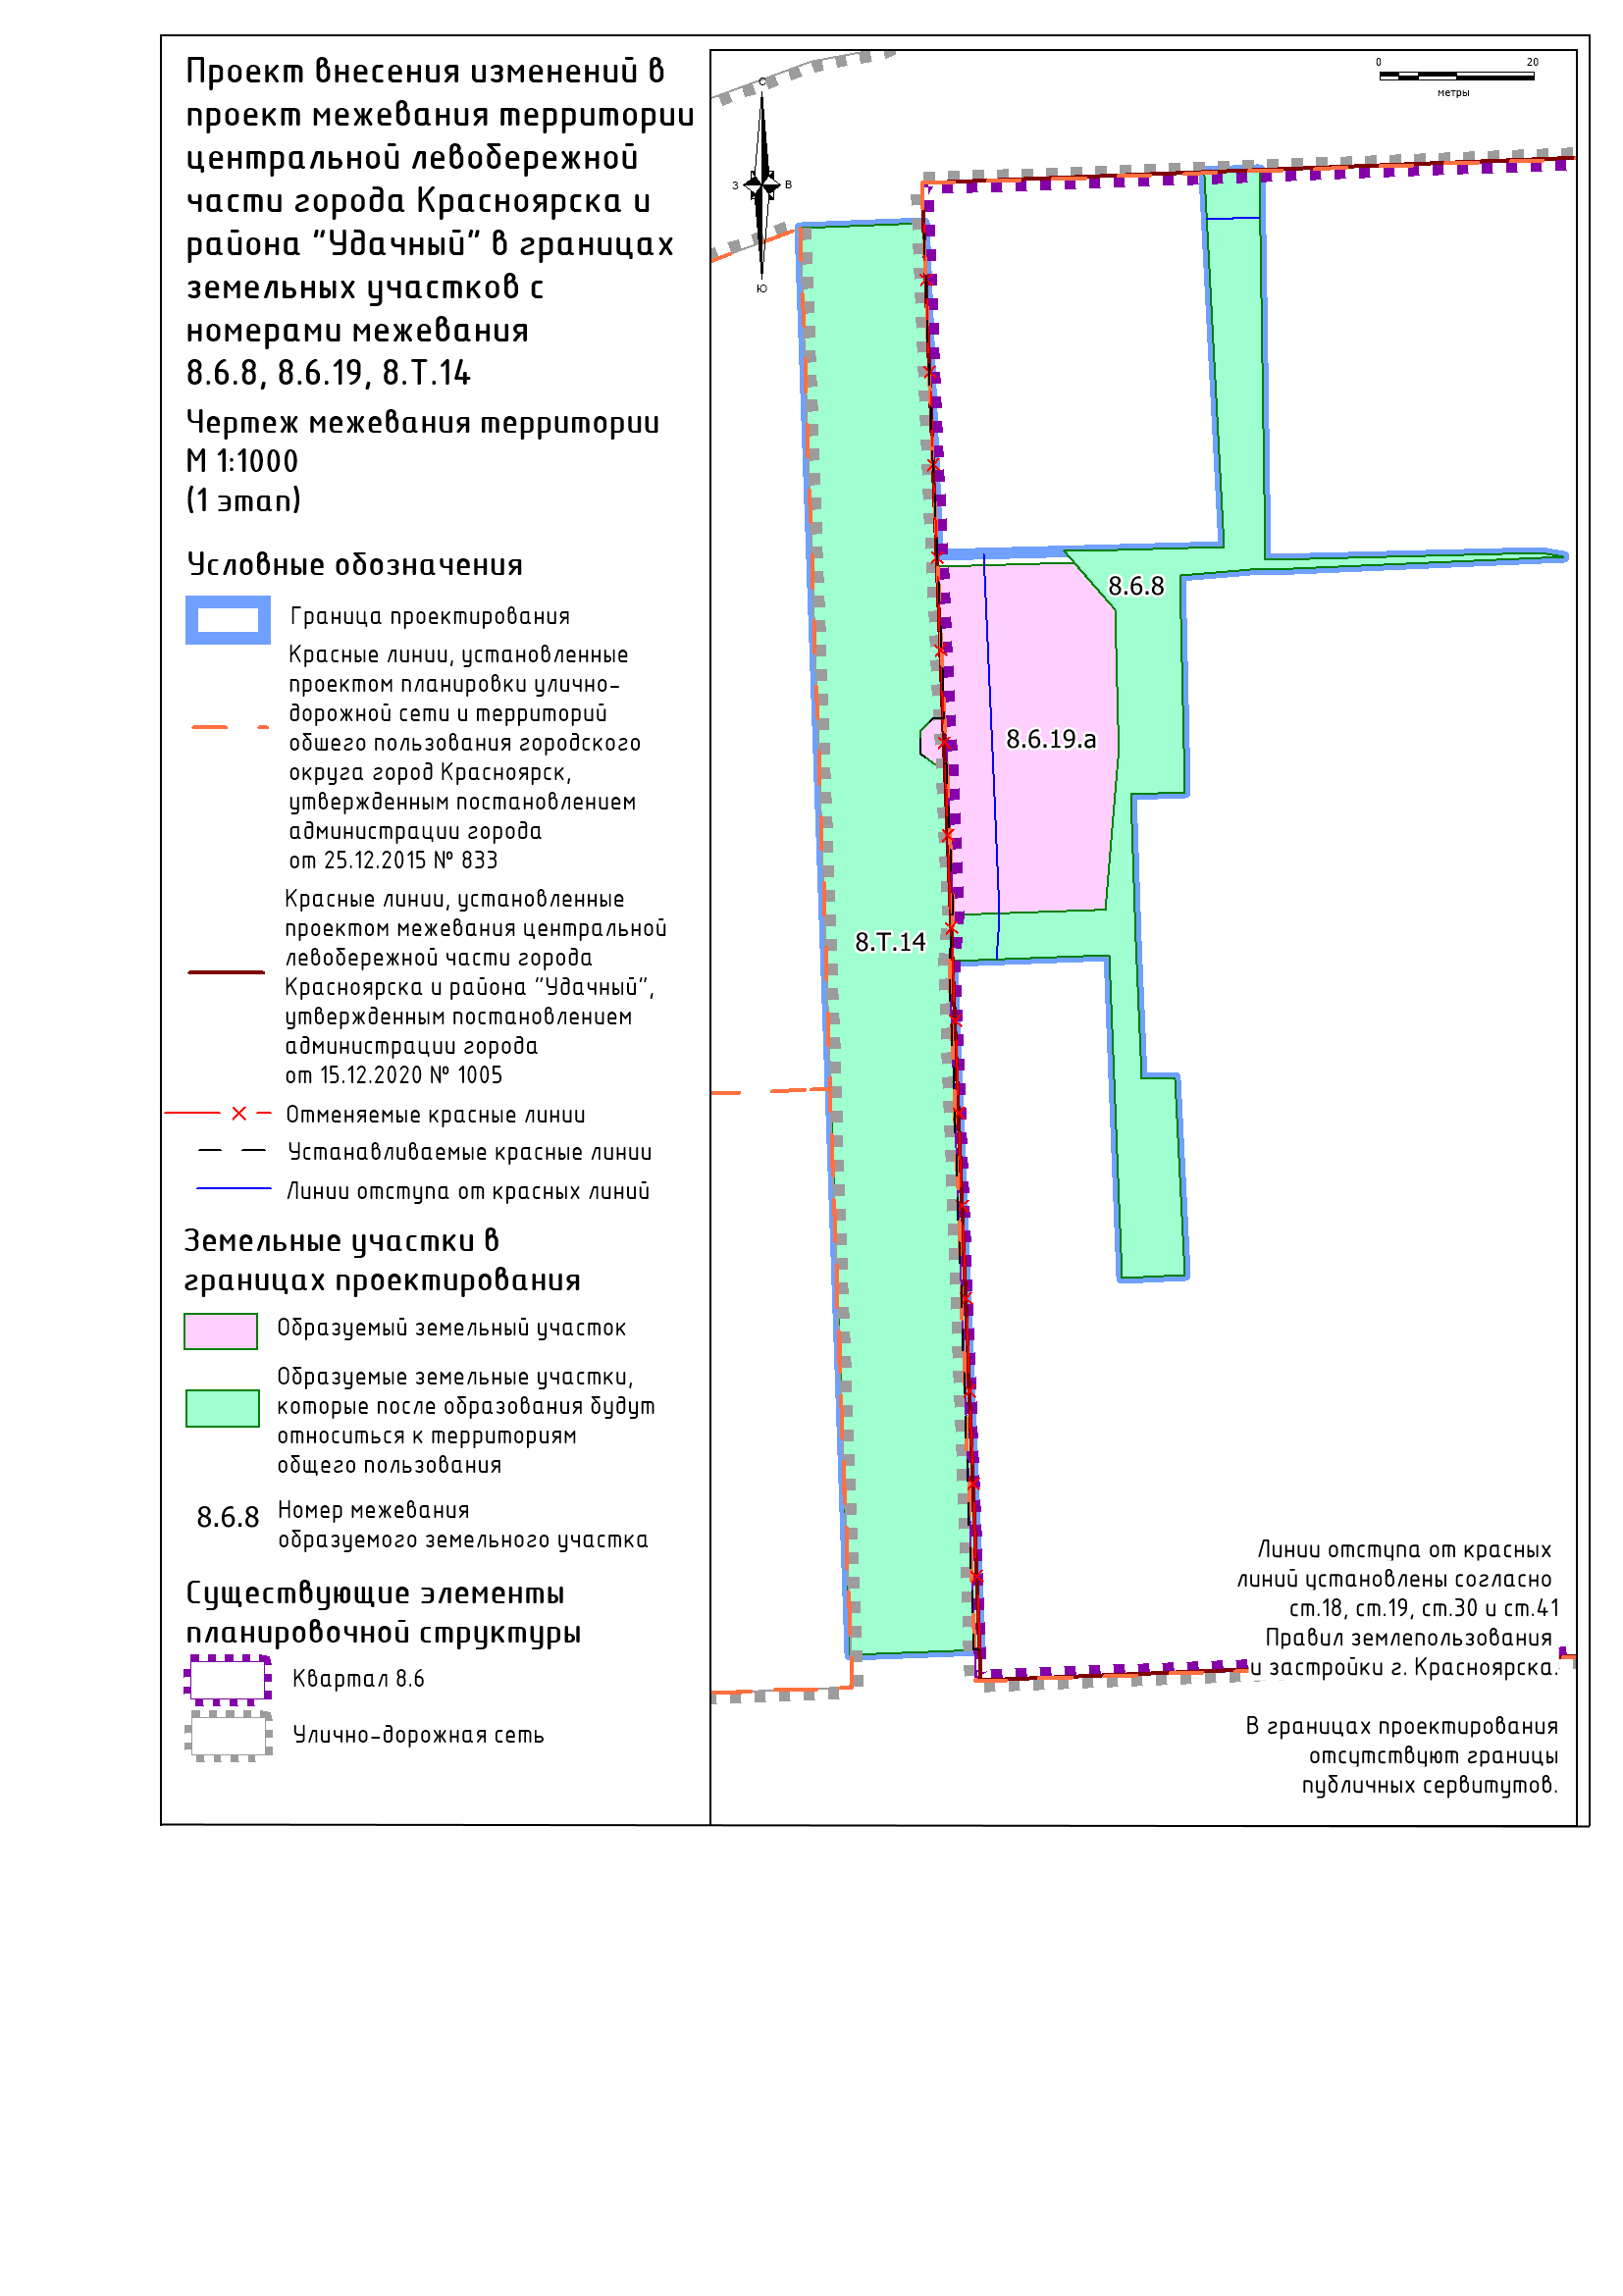 Проект внесения изменений в
проект межевания территории
центральной левобережной
части города Красноярска и
района "Удачный" в границах
земельных участков с
номерами межевания
8.6.8, 8.6.19, 8.Т.14
Чертеж межевания территории
М 1:1000
(1 этап)
Условные обозначения
Граница проектирования
Красные линии, установленные
проектом планировки улично-
дорожной сети и территорий
обшего пользования городского
округа город Красноярск,
утвержденным постановлением
администрации города
от 25.12.2015 № 833
Красные линии, установленные
проектом межевания центральной
левобережной части города
Красноярска и района "Удачный",
утвержденным постановлением
администрации города
от 15.12.2020 № 1005
Отменяемые красные линии
Устанавливаемые красные линии
Линии отступа от красных линий
Земельные участки в
границах проектирования
Образуемый земельный участок
Образуемые земельные участки,
которые после образования будут
относиться к территориям
общего пользования
8.6.8 Номер межевания
образуемого земельного участка
Существующие элементы
планировочной структуры
Квартал 8.6
Улично-дорожная сеть
0 20
метры
С
З В
Ю
8.6.8
8.6.19.а
8.Т.14
Линии отступа от красных
линий установлены согласно
ст.18, ст.19, ст.30 и ст.41
Правил землепользования
и застройки г. Красноярска.
В границах проектирования
отсутствуют границы
публичных сервитутов.